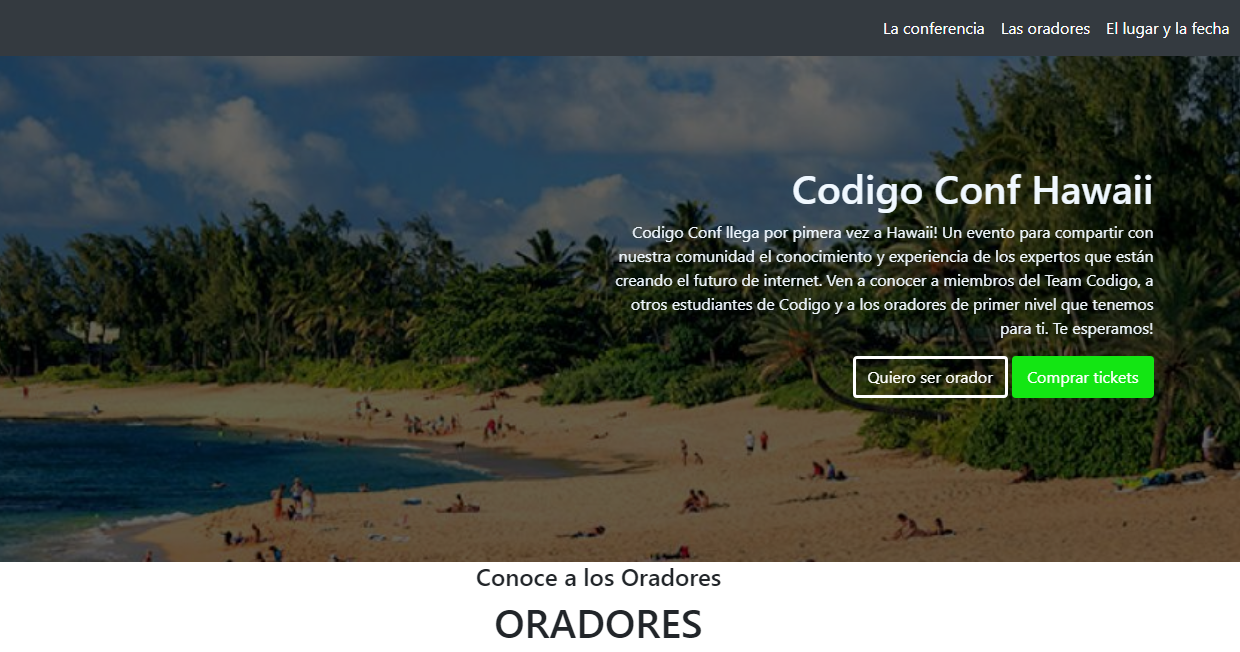 La conferencia Las oradores El lugar y la fecha
Codigo Conf Hawaii
Codigo Conf llega por pimera vez a Hawaii! Un evento para compartir con
nuestra comunidad el conocimiento y experiencia de los expertos que están
creando el futuro de internet. Ven a conocer a miembros del Team Codigo, a
otros estudiantes de Codigo y a los oradores de primer nivel que tenemos
para ti. Te esperamos!
Quiero ser orador Comprar tickets
Conoce a los Oradores
ORADORES